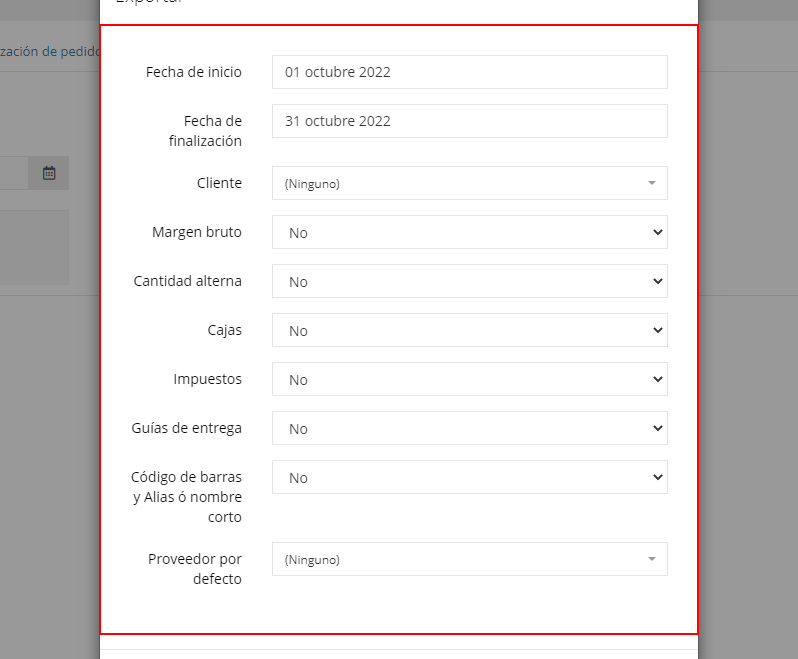 Exportar
zación de pedido
Fecha de inicio
01 octubre 2022
Fecha de
finalización
31 octubre 2022
Cliente
(Ninguno)
Margen bruto
No
Cantidad alterna
No
Cajas
No
Impuestos
No
Guías de entrega
No
Código de barras
y Alias ó nombre
corto
No
Proveedor por
defecto
(Ninguno)